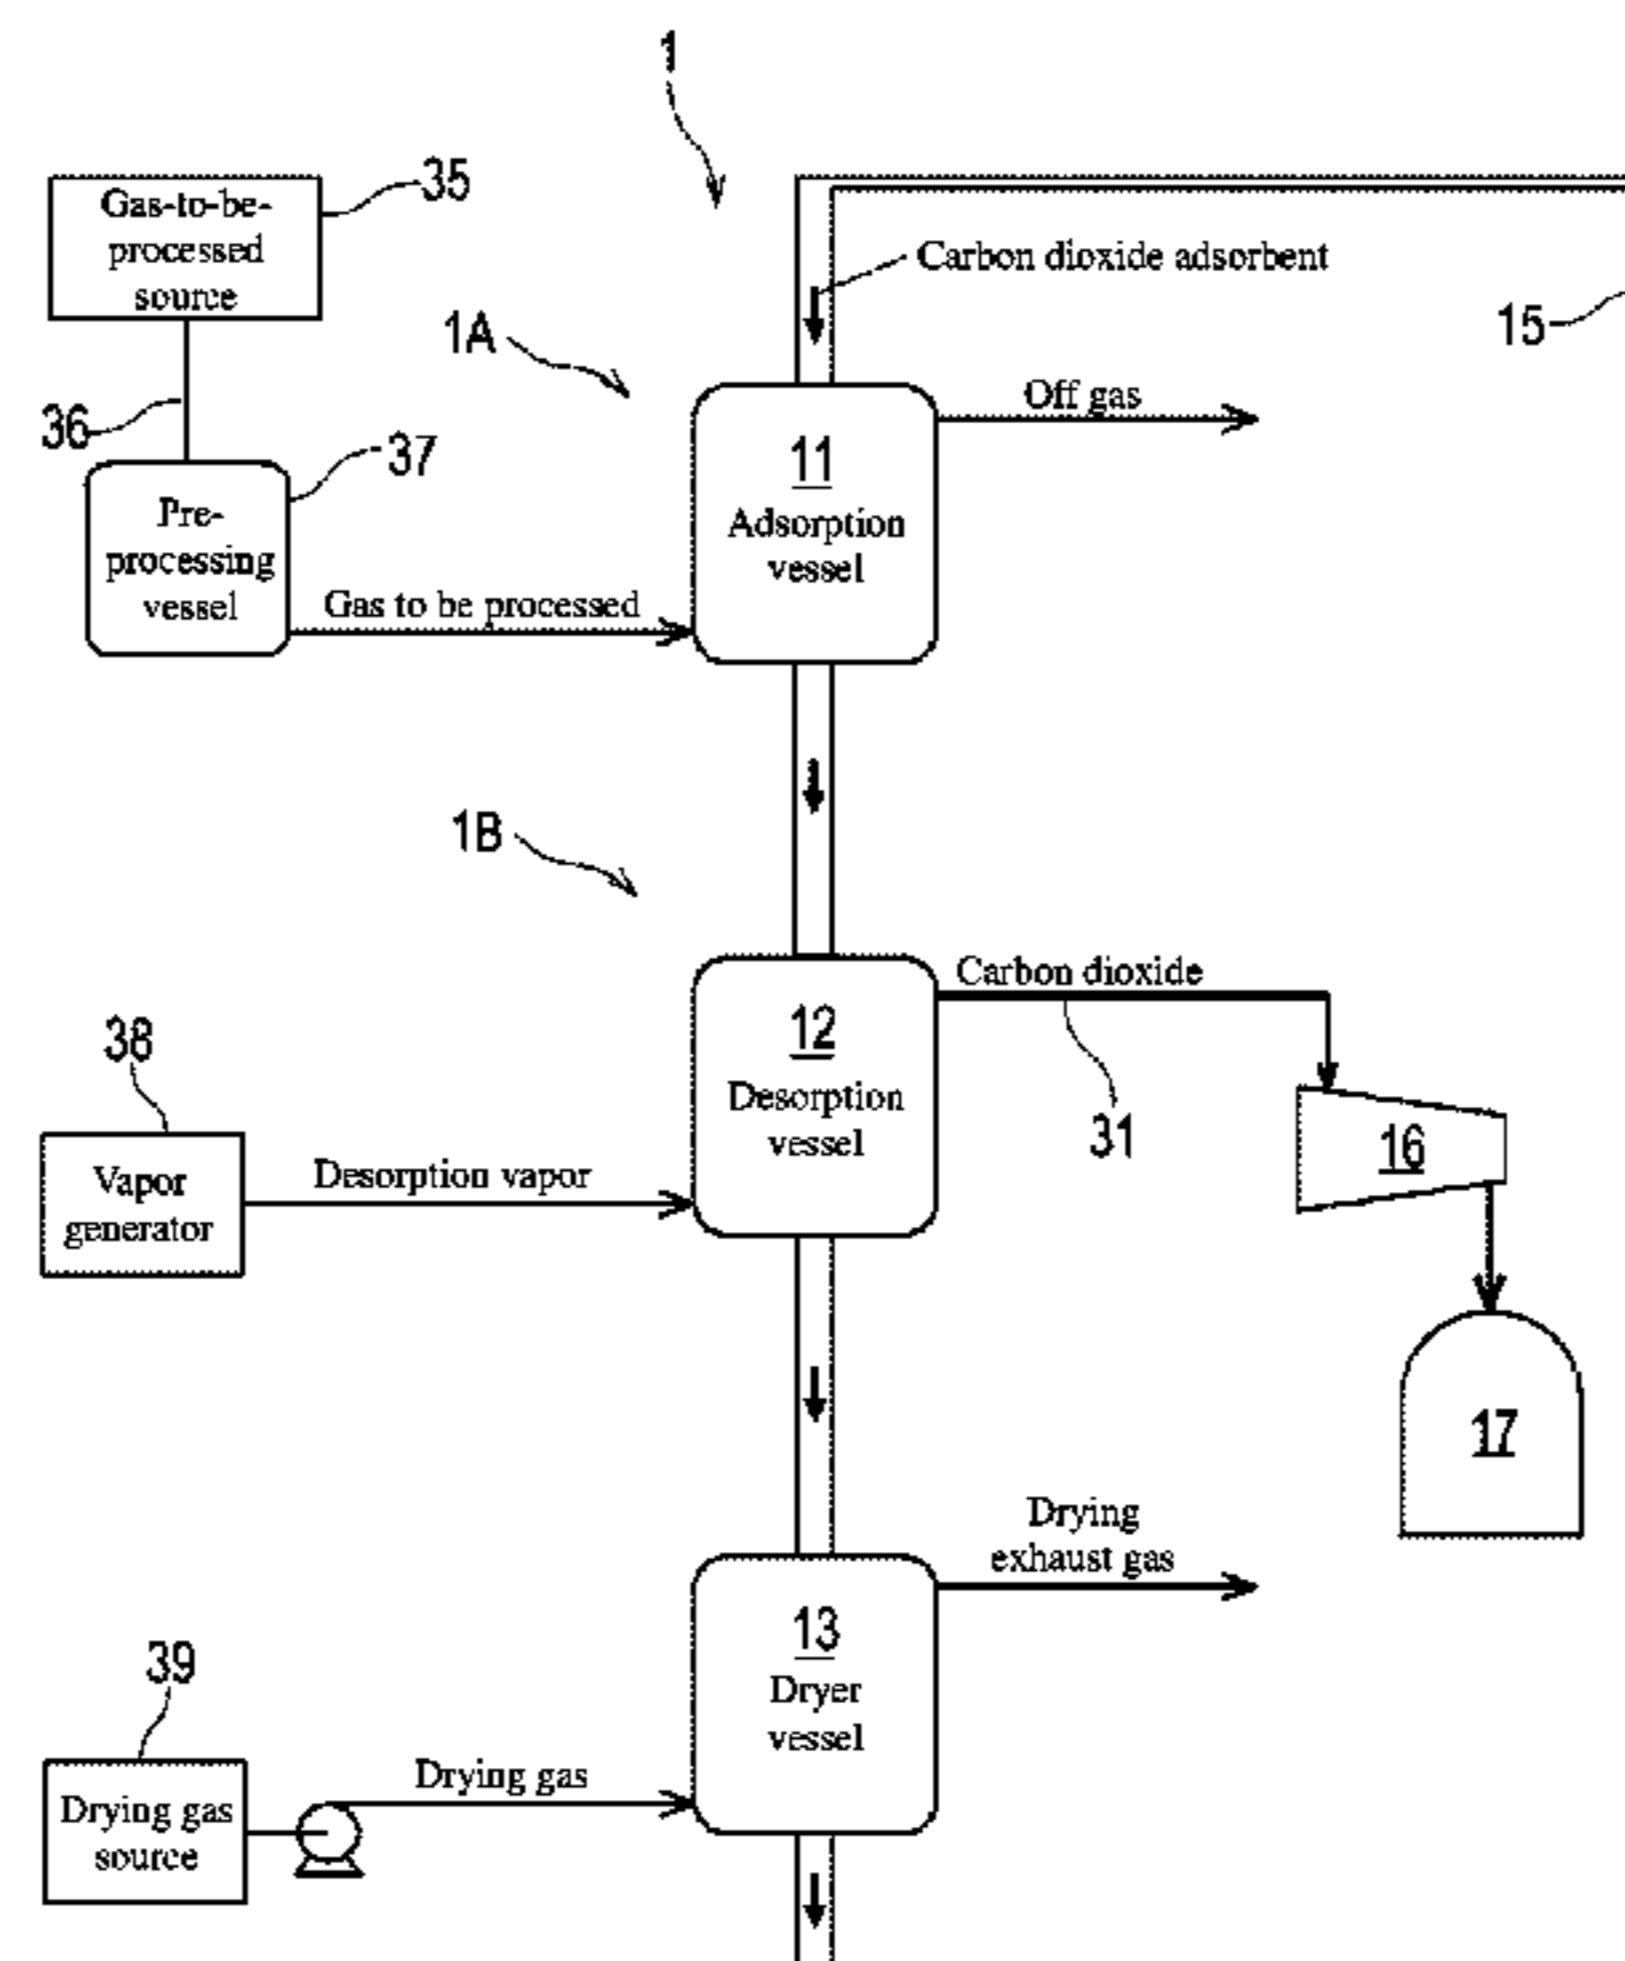 1
35
Gas-to-be-
processed
source
Carbon dioxide adsorbent
15
1A
Off gas
36
37
11
Pre-
processing
vessel
Adsorption
vessel
Gas to be processed
1B
Carbon dioxide
12
38
Desorption
vessel
31
16
Vapor
generator
Desorption vapor
17
Drying
exhaust gas
13
39
Dryer
vessel
Drying gas
Drying gas
source